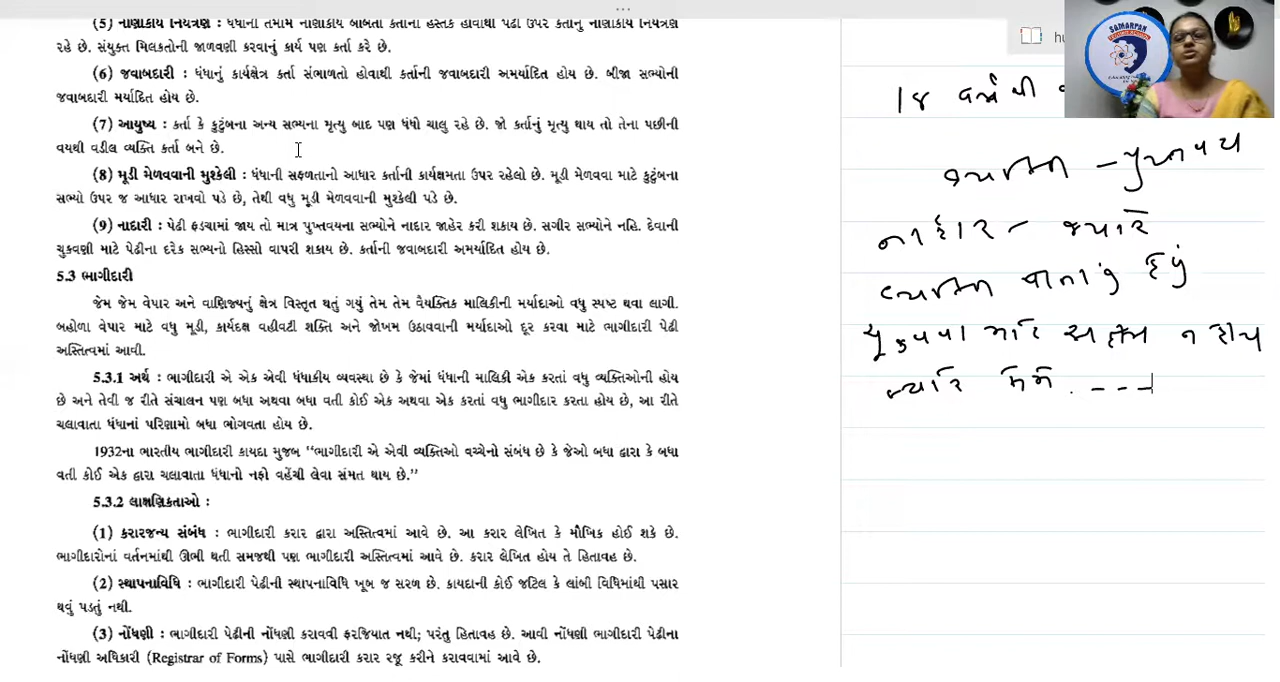 (5) નાણાકીય નિયંત્રણ : ધંધાની તમામ નાણાકીય બાબતો કર્તાના હસ્તક હોવાથી પેઢી ઉપર કર્તાનું નાણાકીય નિયંત્રણ
રહે છે. સંયુક્ત મિલકતોની જાળવણી કરવાનું કાર્ય પણ કર્તા કરે છે.
(6) જવાબદારી : ધંધાનું કાર્યક્ષેત્ર કર્તા સંભાળતો હોવાથી કર્તાની જવાબદારી અમર્યાદિત હોય છે. બીજા સભ્યોની
જવાબદારી મર્યાદિત હોય છે.
(7) આયુષ્ય : કર્તા કે કુટુંબના અન્ય સભ્યના મૃત્યુ બાદ પણ ધંધો ચાલુ રહે છે. જો કર્તાનું મૃત્યુ થાય તો તેના પછીની
વયથી વડીલ વ્યક્તિ કર્તા બને છે.
(8) મૂડી મેળવવાની મુશ્કેલી : ધંધાની સફળતાનો આધાર કર્તાની કાર્યક્ષમતા ઉપર રહેલો છે. મૂડી મેળવવા માટે કુટુંબના
સભ્યો ઉપર જ આધાર રાખવો પડે છે, તેથી વધુ મૂડી મેળવવાની મુશ્કેલી પડે છે.
(9) નાદારી : પેઢી ફડચામાં જાય તો માત્ર પુખ્તવયના સભ્યોને નાદાર જાહેર કરી શકાય છે. સગીર સભ્યોને નહિ. દેવાની
ચુકવણી માટે પેઢીના દરેક સભ્યનો હિસ્સો વાપરી શકાય છે. કર્તાની જવાબદારી અમર્યાદિત હોય છે.
5.3 ભાગીદારી
જેમ જેમ વેપાર અને વાણિજ્યનું ક્ષેત્ર વિસ્તૃત થતું ગયું તેમ તેમ વૈયક્તિક માલિકીની મર્યાદાઓ વધુ સ્પષ્ટ થવા લાગી.
બહોળા વેપાર માટે વધુ મૂડી, કાર્યદક્ષ વહીવટી શક્તિ અને જોખમ ઉઠાવવાની મર્યાદાઓ દૂર કરવા માટે ભાગીદારી પેઢી
અસ્તિત્વમાં આવી.
5.3.1 અર્થ : ભાગીદારી એ એક એવી ધંધાકીય વ્યવસ્થા છે કે જેમાં ધંધાની માલિકી એક કરતાં વધુ વ્યક્તિઓની હોય
છે અને તેવી જ રીતે સંચાલન પણ બધા અથવા બધા વતી કોઈ એક અથવા એક કરતાં વધુ ભાગીદાર કરતા હોય છે, આ રીતે
ચલાવાતા ધંધાનાં પરિણામો બધા ભોગવતા હોય છે.
1932ના ભારતીય ભાગીદારી કાયદા મુજબ “ભાગીદારી એ એવી વ્યક્તિઓ વચ્ચેનો સંબંધ છે કે જેઓ બધા દ્વારા કે બધા
વતી કોઈ એક દ્વારા ચલાવાતા ધંધાનો નફો વહેંચી લેવા સંમત થાય છે.”
5.3.2 લાક્ષણિકતાઓ :
(1) કરારજન્ય સંબંધ : ભાગીદારી કરાર દ્વારા અસ્તિત્વમાં આવે છે. આ કરાર લેખિત કે મૌખિક હોઈ શકે છે.
ભાગીદારોનાં વર્તનમાંથી ઊભી થતી સમજથી પણ ભાગીદારી અસ્તિત્વમાં આવે છે. કરાર લેખિત હોય તે હિતાવહ છે.
(2) સ્થાપનાવિધિ : ભાગીદારી પેઢીની સ્થાપનાવિધિ ખૂબ જ સરળ છે. કાયદાની કોઈ જટિલ કે લાંબી વિધિમાંથી પસાર
થવું પડતું નથી.
(3) નોંધણી : ભાગીદારી પેઢીની નોંધણી કરાવવી ફરજિયાત નથી; પરંતુ હિતાવહ છે. આવી નોંધણી ભાગીદારી પેઢીના
નોંધણી અધિકારી (Registrar of Forms) પાસે ભાગીદારી કરાર રજૂ કરીને કરાવવામાં આવે છે.
SAMARPAN
18 વર્ષથી
વ્યક્તિ – પુખ્તવય
નાદાર – જ્યારે
વ્યક્તિ પોતાનું દેવું
ચૂકવવા માટે સક્ષમ ન હોય
ત્યારે તેને . – – –